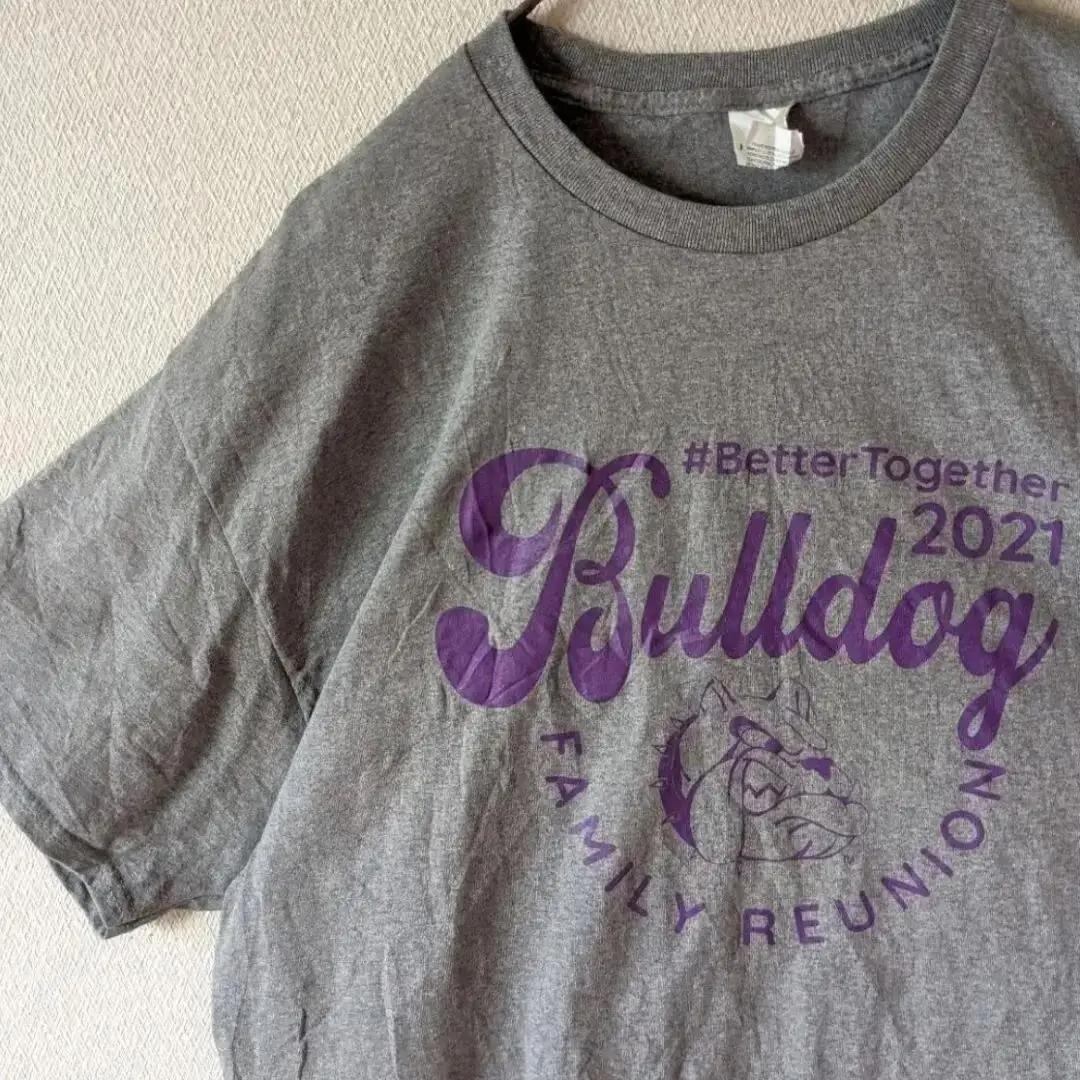 #BetterTogether
2021
Bulldog
FAMILY REUNION